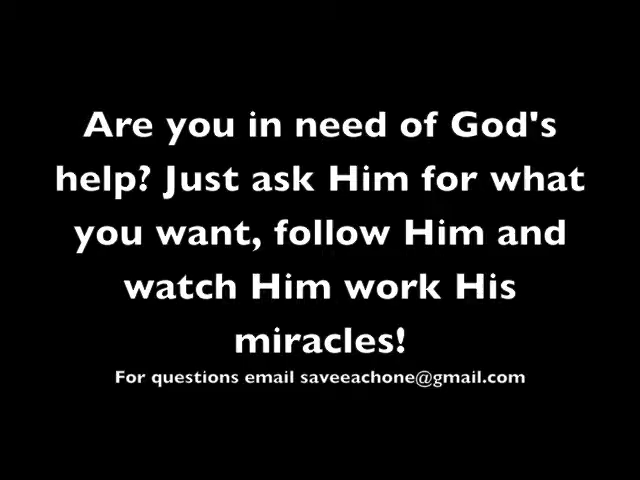 Are you in need of God's
help? Just ask Him for what
you want, follow Him and
watch Him work His
miracles!
For questions email saveeachone@gmail.com